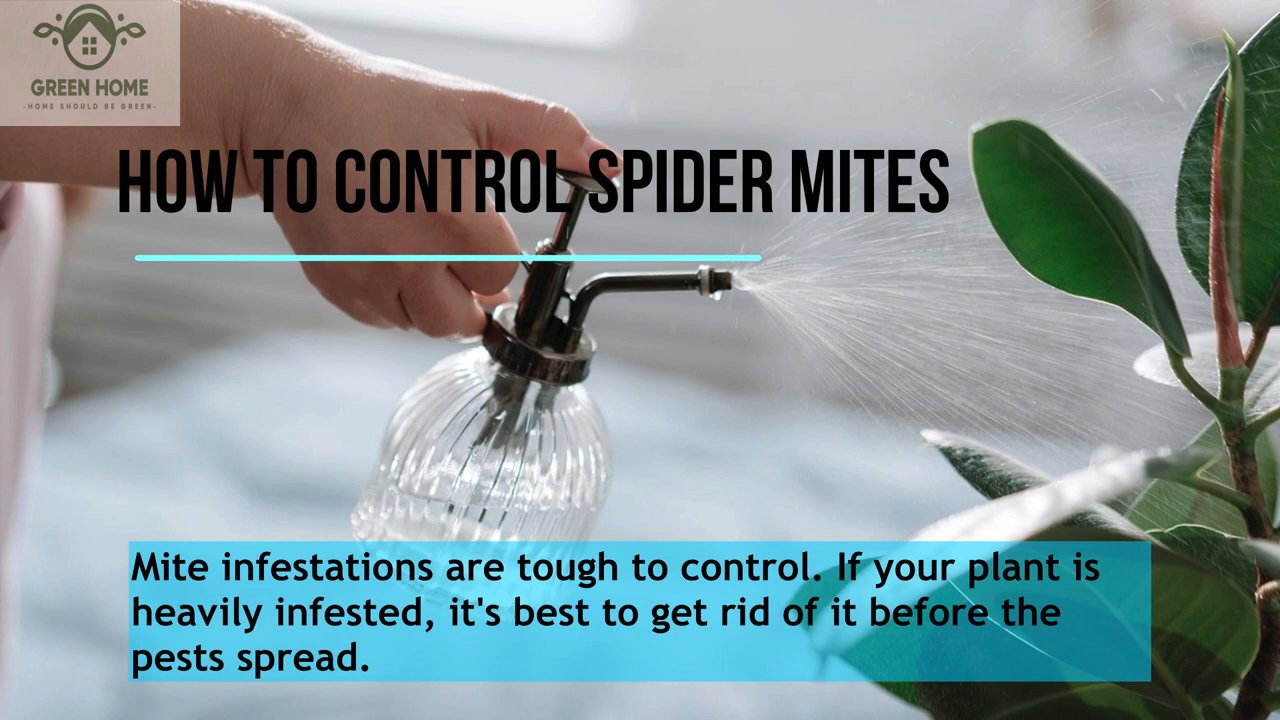 GREEN HOME
·HOME SHOULD BE GREEN·
HOW TO CONTROL SPIDER MITES
Mite infestations are tough to control. If your plant is
heavily infested, it's best to get rid of it before the
pests spread.